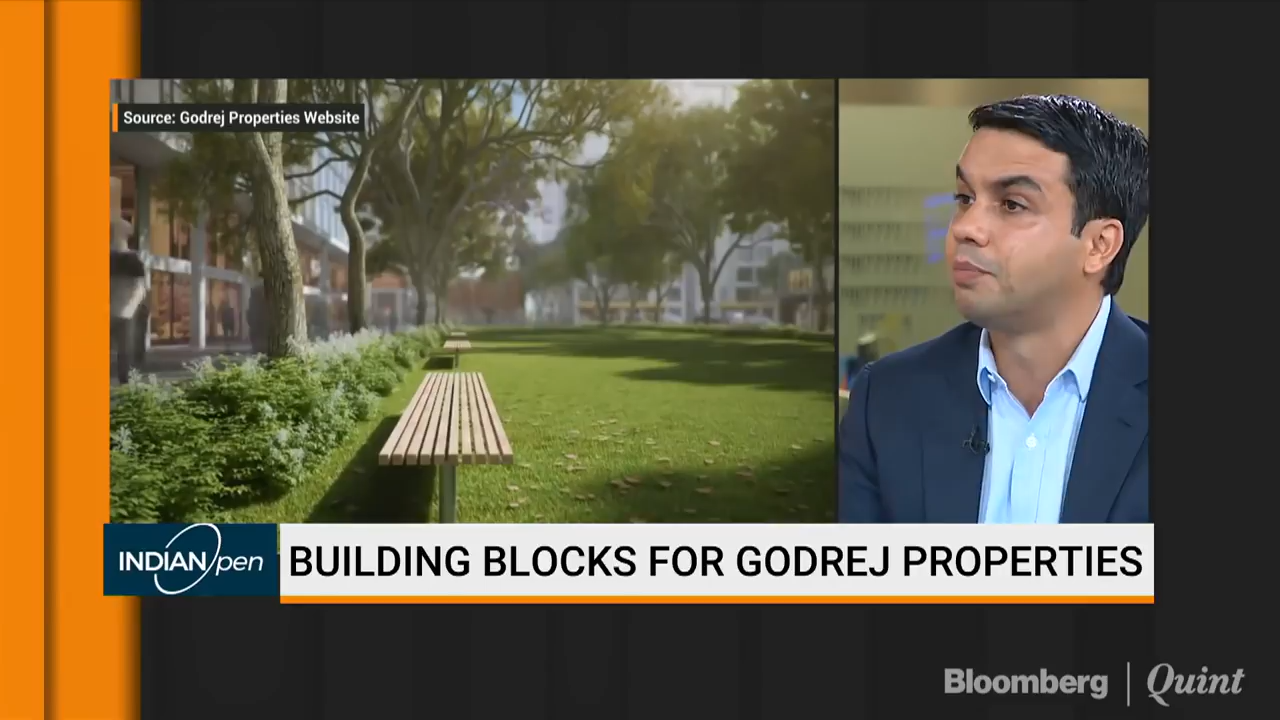 Source: Godrej Properties Website
INDIAN Open
BUILDING BLOCKS FOR GODREJ PROPERTIES
Bloomberg | Quint